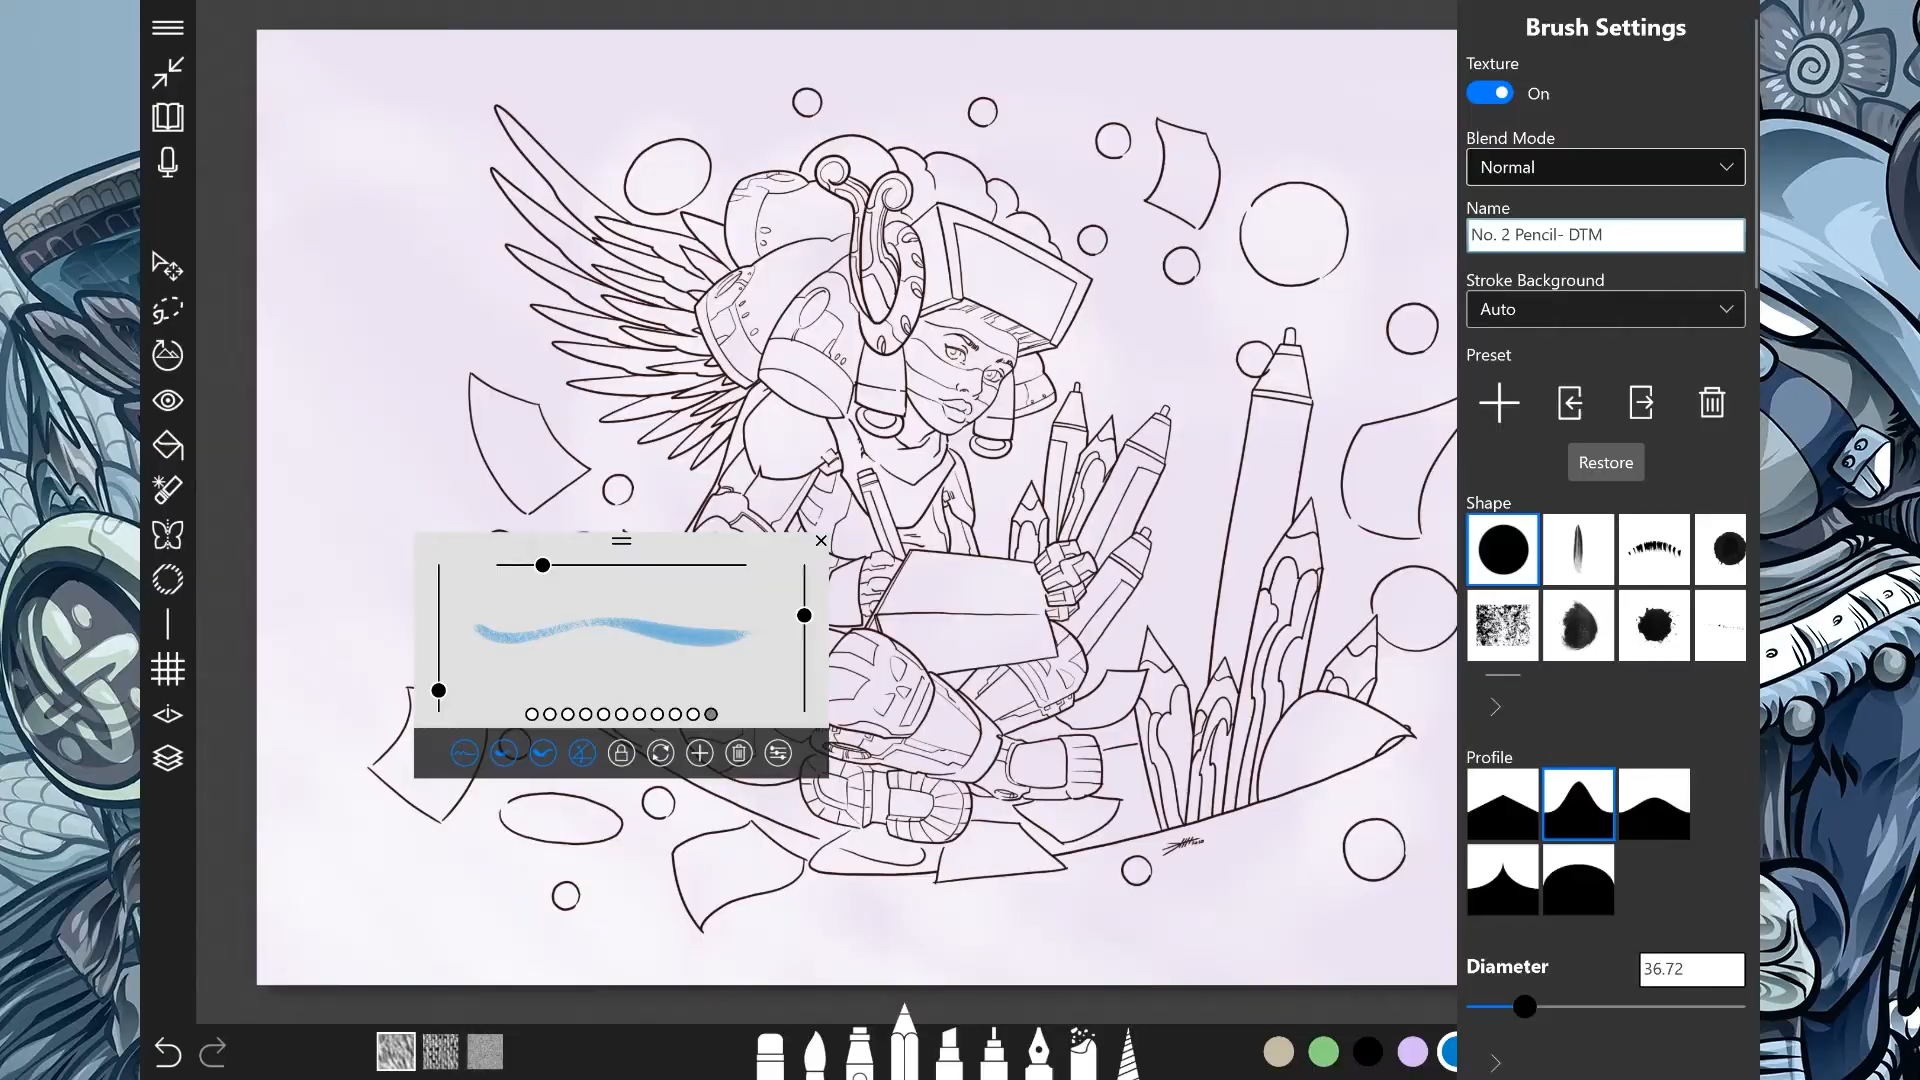 Brush Settings
Texture
On
Blend Mode
Normal
Name
No. 2 Pencil- DTM
Stroke Background
Auto
Preset
Restore
Shape
Profile
Diameter
36.72